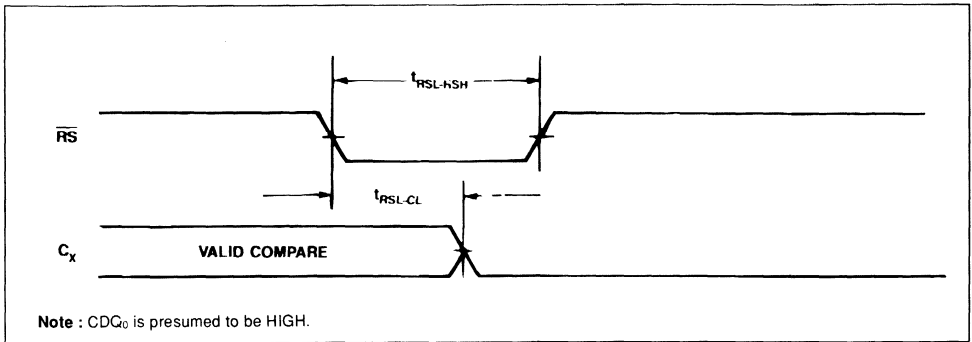 tRSL-RSH
RS
tRSL-CL
Cx VALID COMPARE
Note : CDQ0 is presumed to be HIGH.